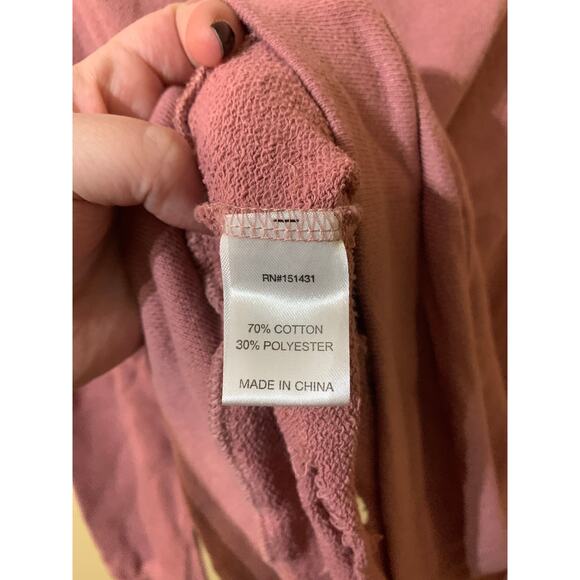 RN#151431
70% COTTON
30% POLYESTER
MADE IN CHINA